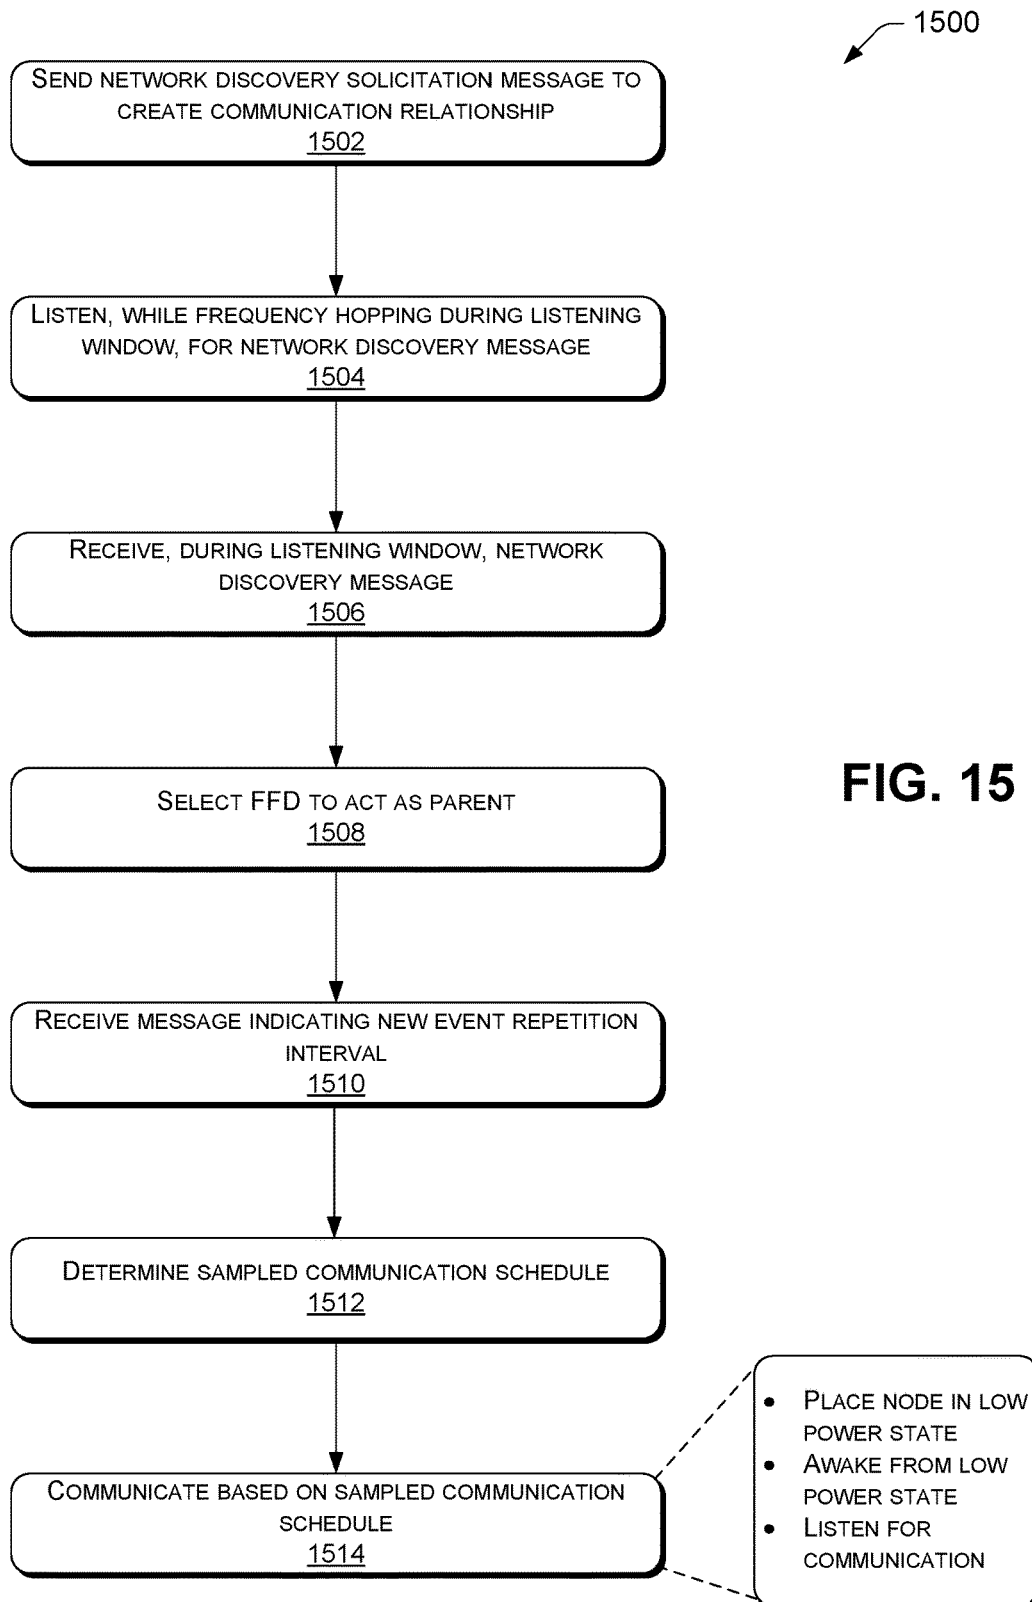 1500
SEND NETWORK DISCOVERY SOLICITATION MESSAGE TO
CREATE COMMUNICATION RELATIONSHIP
1502
LISTEN, WHILE FREQUENCY HOPPING DURING LISTENING
WINDOW, FOR NETWORK DISCOVERY MESSAGE
1504
RECEIVE, DURING LISTENING WINDOW, NETWORK
DISCOVERY MESSAGE
1506
SELECT FFD TO ACT AS PARENT
1508
FIG. 15
RECEIVE MESSAGE INDICATING NEW EVENT REPETITION
INTERVAL
1510
DETERMINE SAMPLED COMMUNICATION SCHEDULE
1512
COMMUNICATE BASED ON SAMPLED COMMUNICATION
SCHEDULE
1514
• PLACE NODE IN LOW
POWER STATE
• AWAKE FROM LOW
POWER STATE
• LISTEN FOR
COMMUNICATION